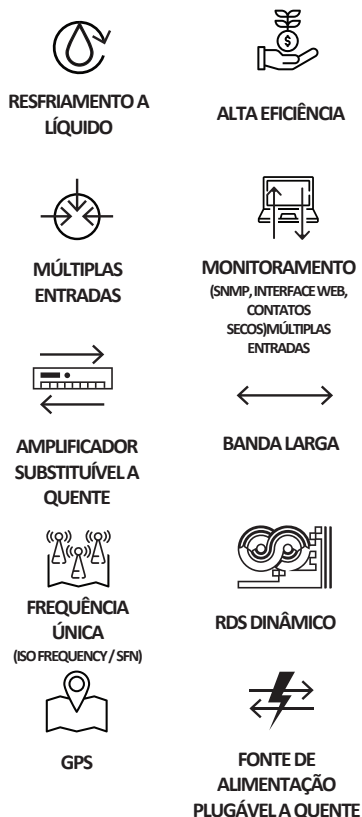 RESFRIAMENTO A
LÍQUIDO
ALTA EFICIÊNCIA
MÚLTIPLAS
ENTRADAS
MONITORAMENTO
(SNMP, INTERFACE WEB,
CONTATOS
SECOS)MÚLTIPLAS
ENTRADAS
AMPLIFICADOR
SUBSTITUÍVEL A
QUENTE
BANDA LARGA
FREQUÊNCIA
ÚNICA
(ISO FREQUENCY / SFN)
RDS DINÂMICO
GPS
FONTE DE
ALIMENTAÇÃO
PLUGÁVEL A QUENTE